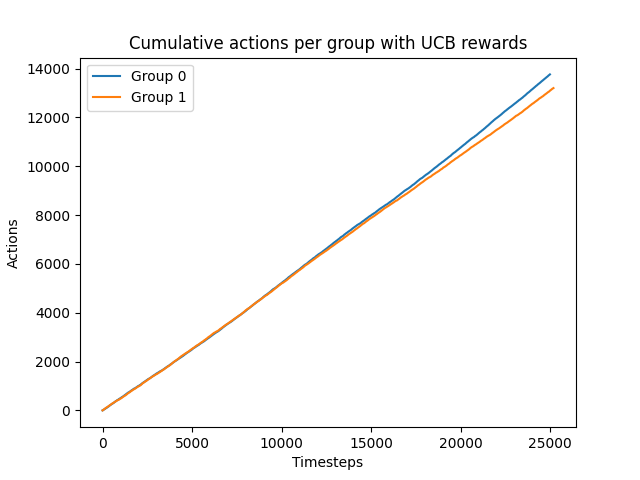 Cumulative actions per group with UCB rewards
Group 0
Group 1
14000
12000
10000
8000
6000
4000
2000
0
Actions
0 5000 10000 15000 20000 25000
Timesteps